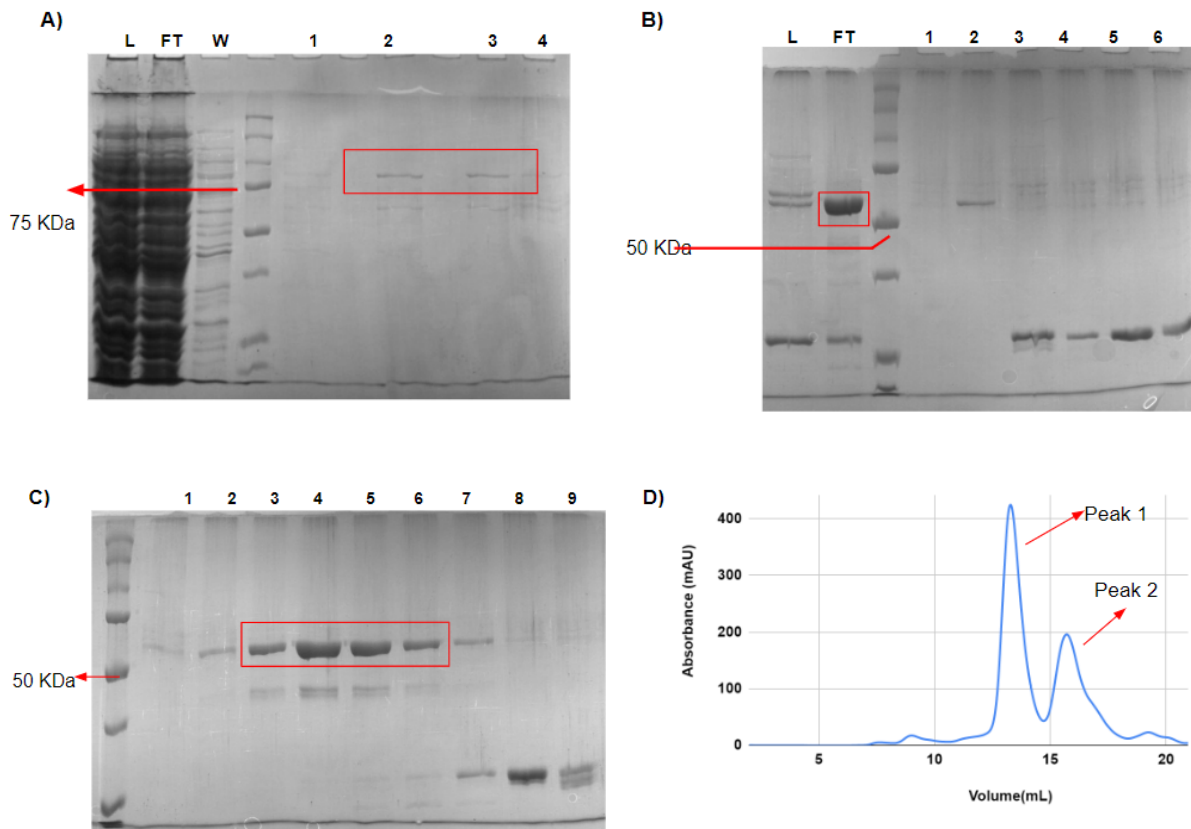 A)
L FT W 1 2 3 4
75 KDa
B)
L FT 1 2 3 4 5 6
50 KDa
C)
1 2 3 4 5 6 7 8 9
50 KDa
D)
400
300
200
100
0
5 10 15 20
Absorbance (mAU)
Volume(mL)
Peak 1
Peak 2